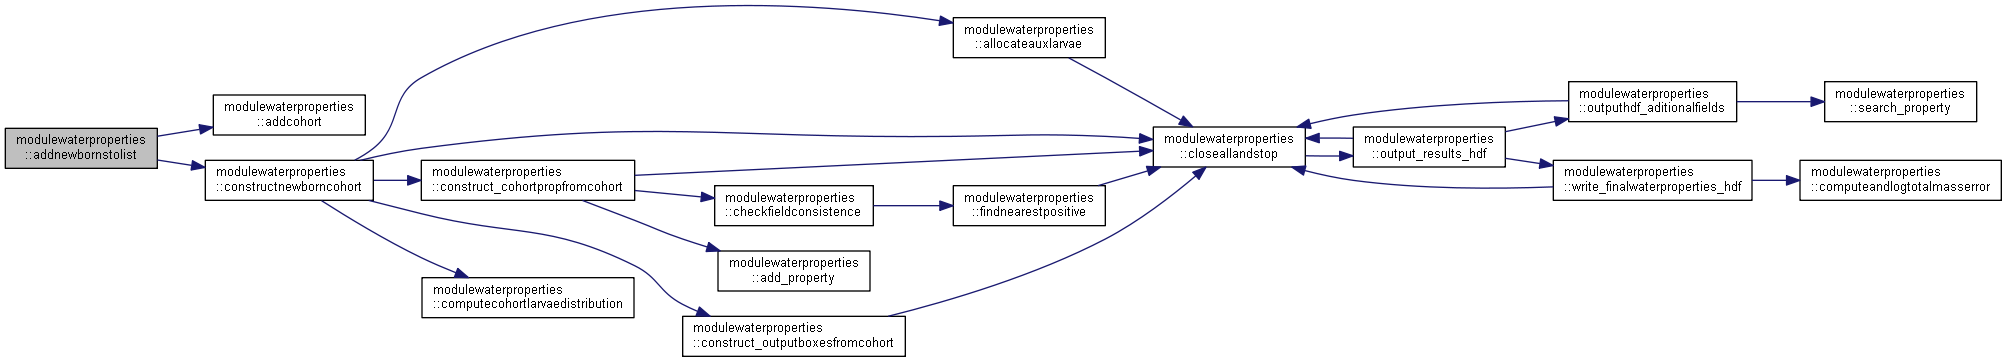 modulewaterproperties
::addnewbornstolist
modulewaterproperties
::addcohort
modulewaterproperties
::constructnewborncohort
modulewaterproperties
::allocateauxlarvae
modulewaterproperties
::construct_cohortpropfromcohort
modulewaterproperties
::checkfieldconsistence
modulewaterproperties
::findnearestpositive
modulewaterproperties
::add_property
modulewaterproperties
::computecohortlarvaedistribution
modulewaterproperties
::construct_outputboxesfromcohort
modulewaterproperties
::closeallandstop
modulewaterproperties
::output_results_hdf
modulewaterproperties
::outputhdf_aditionalfields
modulewaterproperties
::search_property
modulewaterproperties
::write_finalwaterproperties_hdf
modulewaterproperties
::computeandlogtotalmasserror